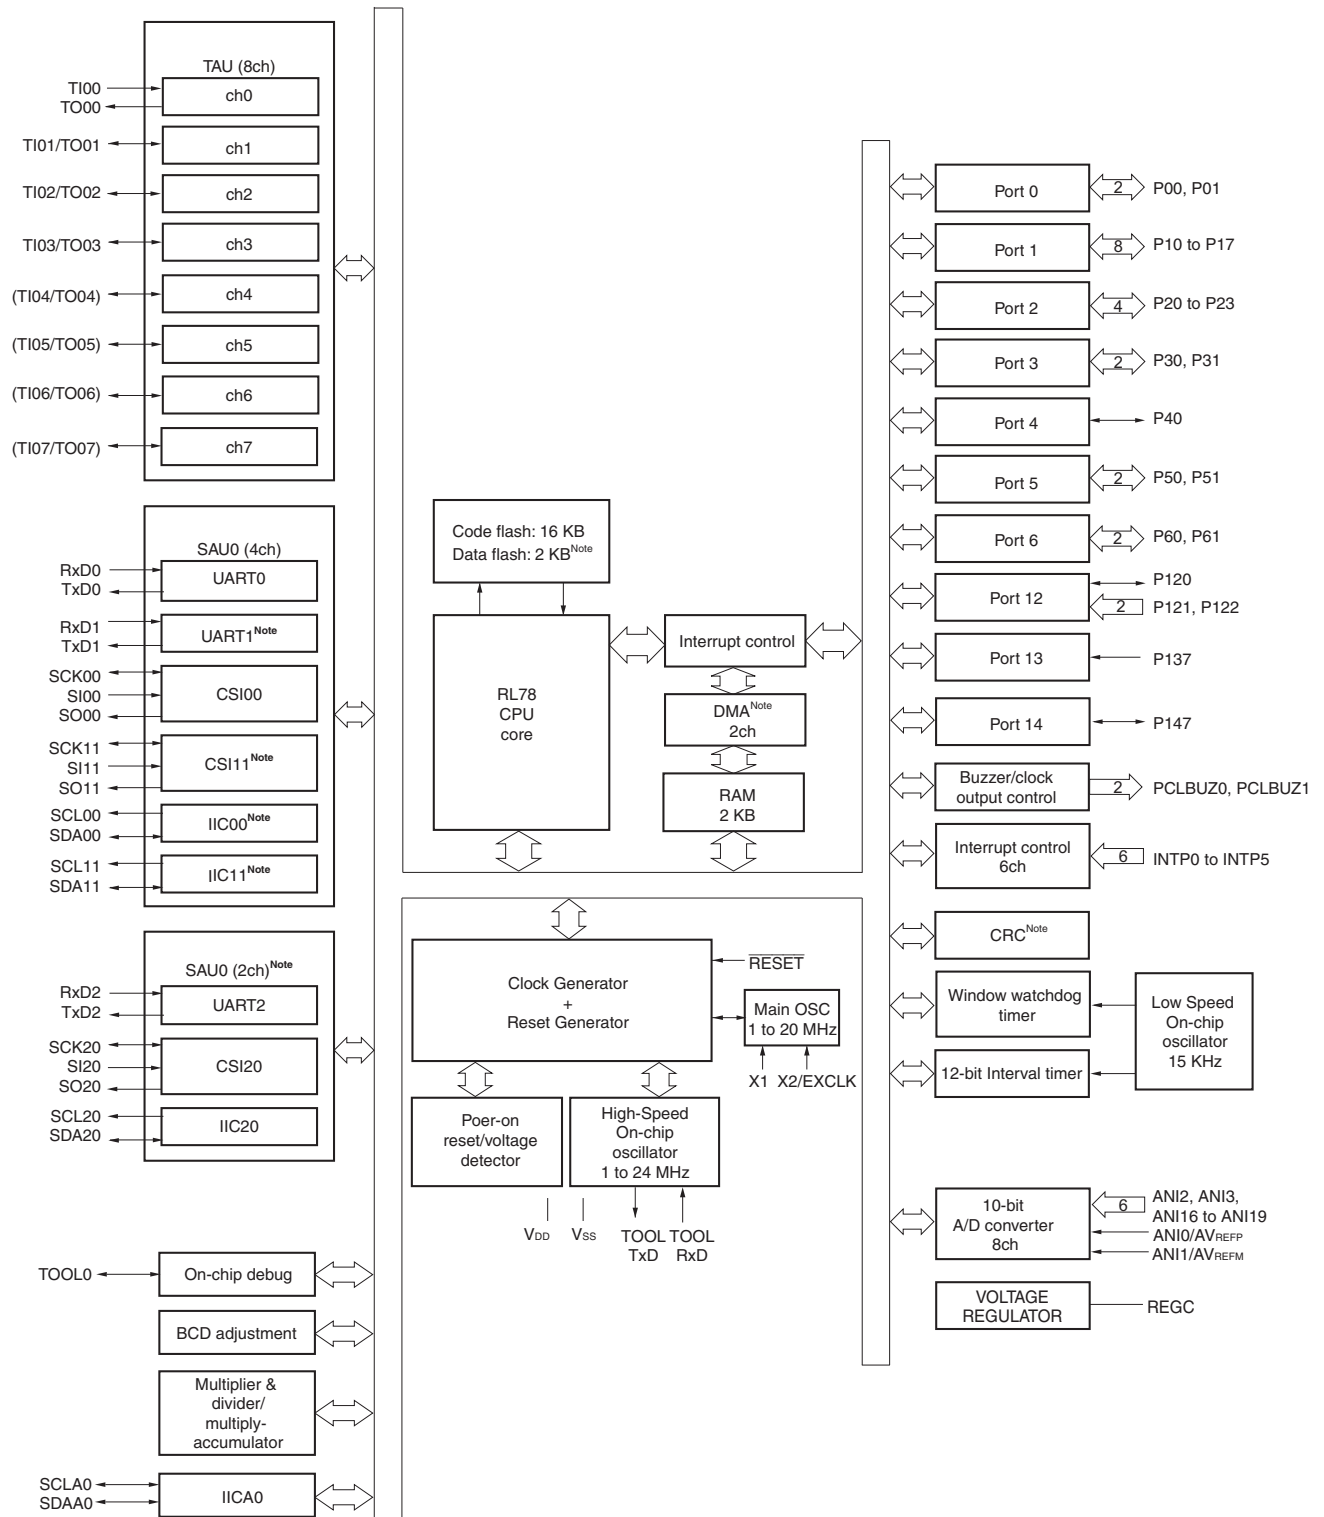 TAU (8ch)
TI00
TO00
ch0
TI01/TO01
ch1
TI02/TO02
ch2
TI03/TO03
ch3
(TI04/TO04)
ch4
(TI05/TO05)
ch5
(TI06/TO06)
ch6
(TI07/TO07)
ch7
SAU0 (4ch)
RxD0
TxD0
UART0
RxD1
TxD1
UART1Note
SCK00
SI00
SO00
CSI00
SCK11
SI11
SO11
CSI11Note
SCL00
SDA00
IIC00Note
SCL11
SDA11
IIC11Note
SAU0 (2ch)Note
RxD2
TxD2
UART2
SCK20
SI20
SO20
CSI20
SCL20
SDA20
IIC20
TOOL0
On-chip debug
BCD adjustment
Multiplier &
divider/
multiply-
accumulator
SCLA0
SDAA0
IICA0
Code flash: 16 KB
Data flash: 2 KBNote
RL78
CPU
core
Interrupt control
DMANote
2ch
RAM
2 KB
Clock Generator
+
Reset Generator
RESET
Main OSC
1 to 20 MHz
X1 X2/EXCLK
Poer-on
reset/voltage
detector
High-Speed
On-chip
oscillator
1 to 24 MHz
VDD
VSS
TOOL
TxD
TOOL
RxD
Port 0
2
P00, P01
Port 1
8
P10 to P17
Port 2
4
P20 to P23
Port 3
2
P30, P31
Port 4
P40
Port 5
2
P50, P51
Port 6
2
P60, P61
Port 12
P120
2
P121, P122
Port 13
P137
Port 14
P147
Buzzer/clock
output control
2
PCLBUZ0, PCLBUZ1
Interrupt control
6ch
6
INTP0 to INTP5
CRCNote
Window watchdog
timer
12-bit Interval timer
Low Speed
On-chip
oscillator
15 KHz
10-bit
A/D converter
8ch
6
ANI2, ANI3,
ANI16 to ANI19
ANI0/AVREFP
ANI1/AVREFM
VOLTAGE
REGULATOR
REGC